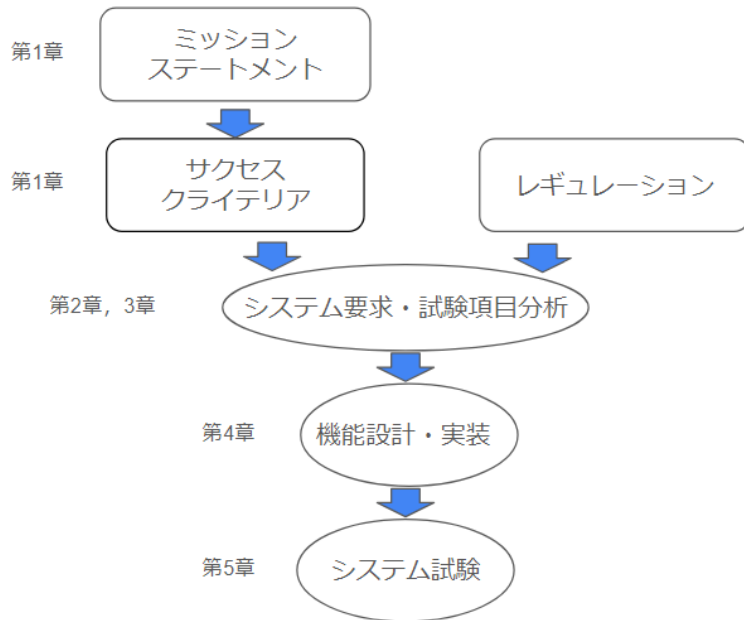 第1章
ミッション
ステートメント
第1章
サクセス
クライテリア
レギュレーション
第2章，3章
システム要求・試験項目分析
第4章
機能設計・実装
第5章
システム試験